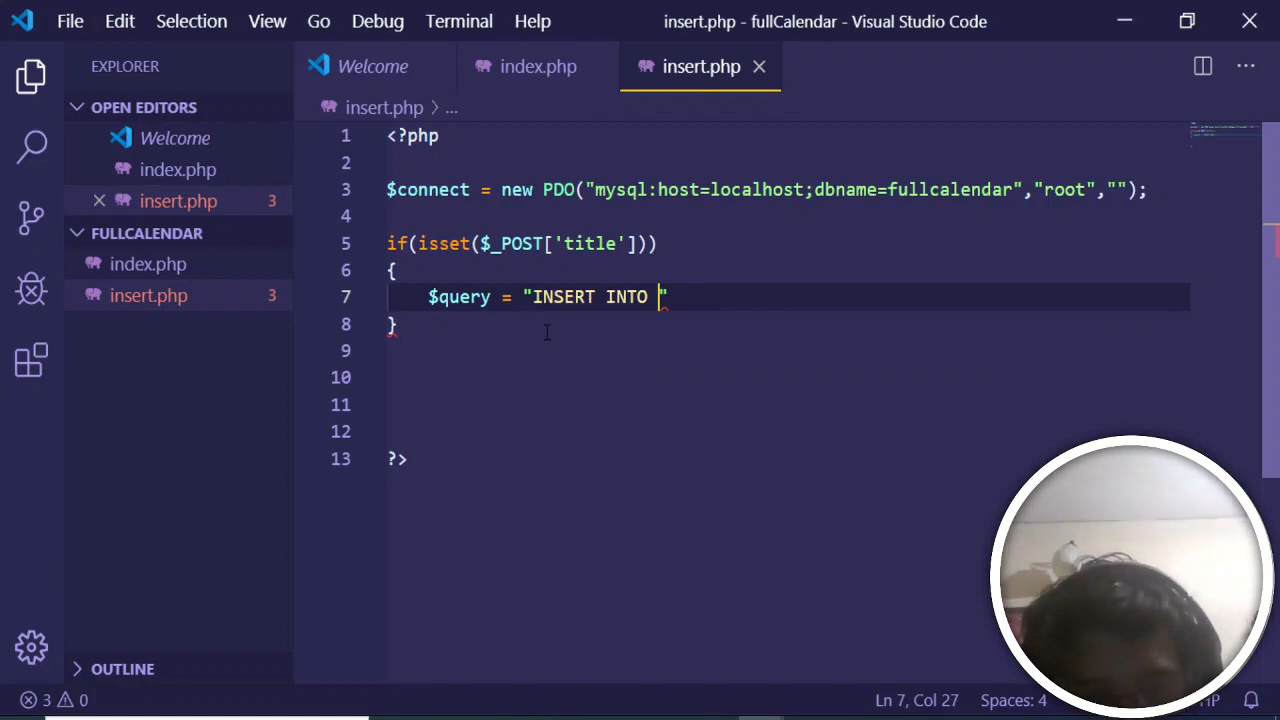 File Edit Selection View Go Debug Terminal Help insert.php - fullCalendar - Visual Studio Code
EXPLORER
Welcome index.php insert.php
OPEN EDITORS
insert.php > ...
Welcome
index.php
insert.php 3
FULLCALENDAR
index.php
insert.php 3
1 <?php
2
3 $connect = new PDO("mysql:host=localhost;dbname=fullcalendar","root","");
4
5 if(isset($_POST['title']))
6 {
7 $query = "INSERT INTO "
8 }
9
10
11
12
13 ?>
OUTLINE
3 0 Ln 7, Col 27 Spaces: 4 HP